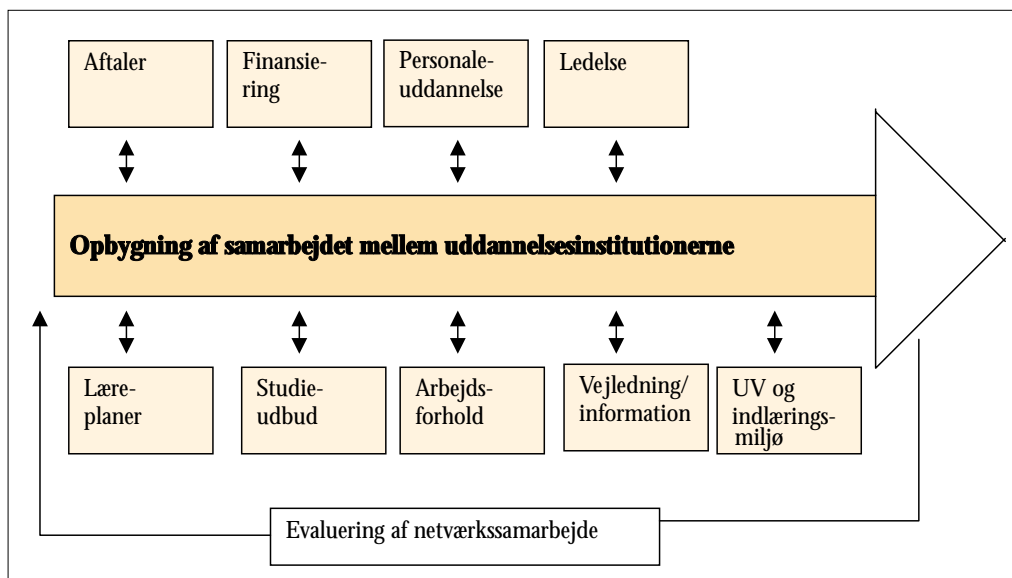 Aftaler
Finansie-
ring
Personale-
uddannelse
Ledelse
Opbygning af samarbejdet mellem uddannelsesinstitutionerne
Lære-
planer
Studie-
udbud
Arbejds-
forhold
Vejledning/
information
UV og
indlærings-
miljø
Evaluering af netværkssamarbejde